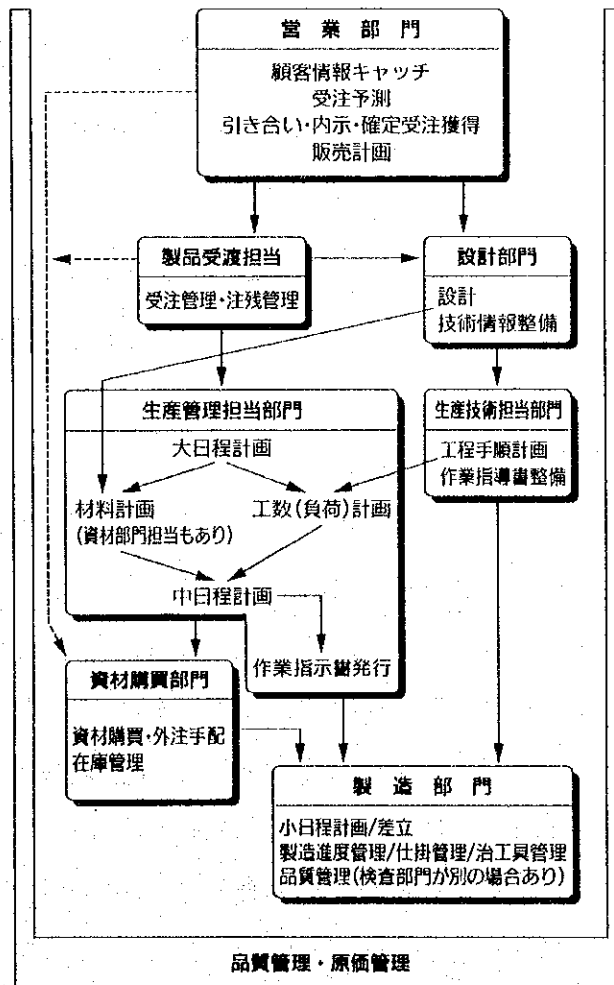 営業部門
顧客情報キャッチ
受注予測
引き合い・内示・確定受注獲得
販売計画
製品受渡担当
受注管理・注残管理
設計部門
設計
技術情報整備
生産管理担当部門
大日程計画
材料計画
(資材部門担当もあり)
工数(負荷)計画
中日程計画
作業指示書発行
生産技術担当部門
工程手順計画
作業指導書整備
資材購買部門
資材購買・外注手配
在庫管理
製造部門
小日程計画/差立
製造進度管理/仕掛管理/治工具管理
品質管理(検査部門が別の場合あり)
品質管理・原価管理